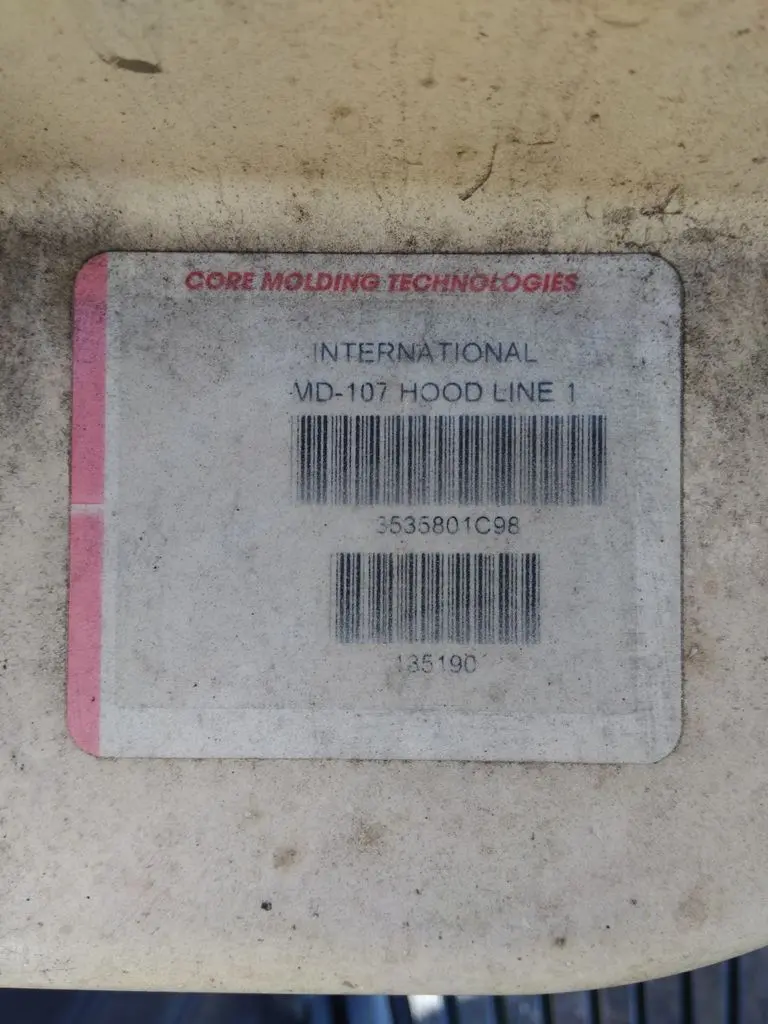 CORE MOLDING TECHNOLOGIES
INTERNATIONAL
MD-107 HOOD LINE 1
3535801C98
135190